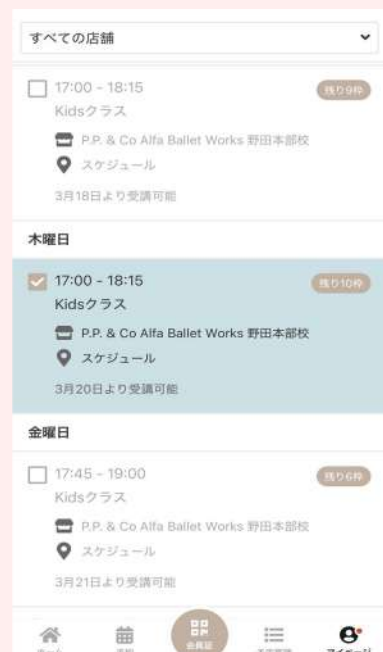 すべての店舗
17:00 - 18:15
残り9枠
Kidsクラス
P.P. & Co Alfa Ballet Works 野田本部校
スケジュール
3月18日より受講可能
木曜日
17:00 - 18:15
残り10枠
Kidsクラス
P.P. & Co Alfa Ballet Works 野田本部校
スケジュール
3月20日より受講可能
金曜日
17:45 - 19:00
残り6枠
Kidsクラス
P.P. & Co Alfa Ballet Works 野田本部校
スケジュール
3月21日より受講可能
会員証